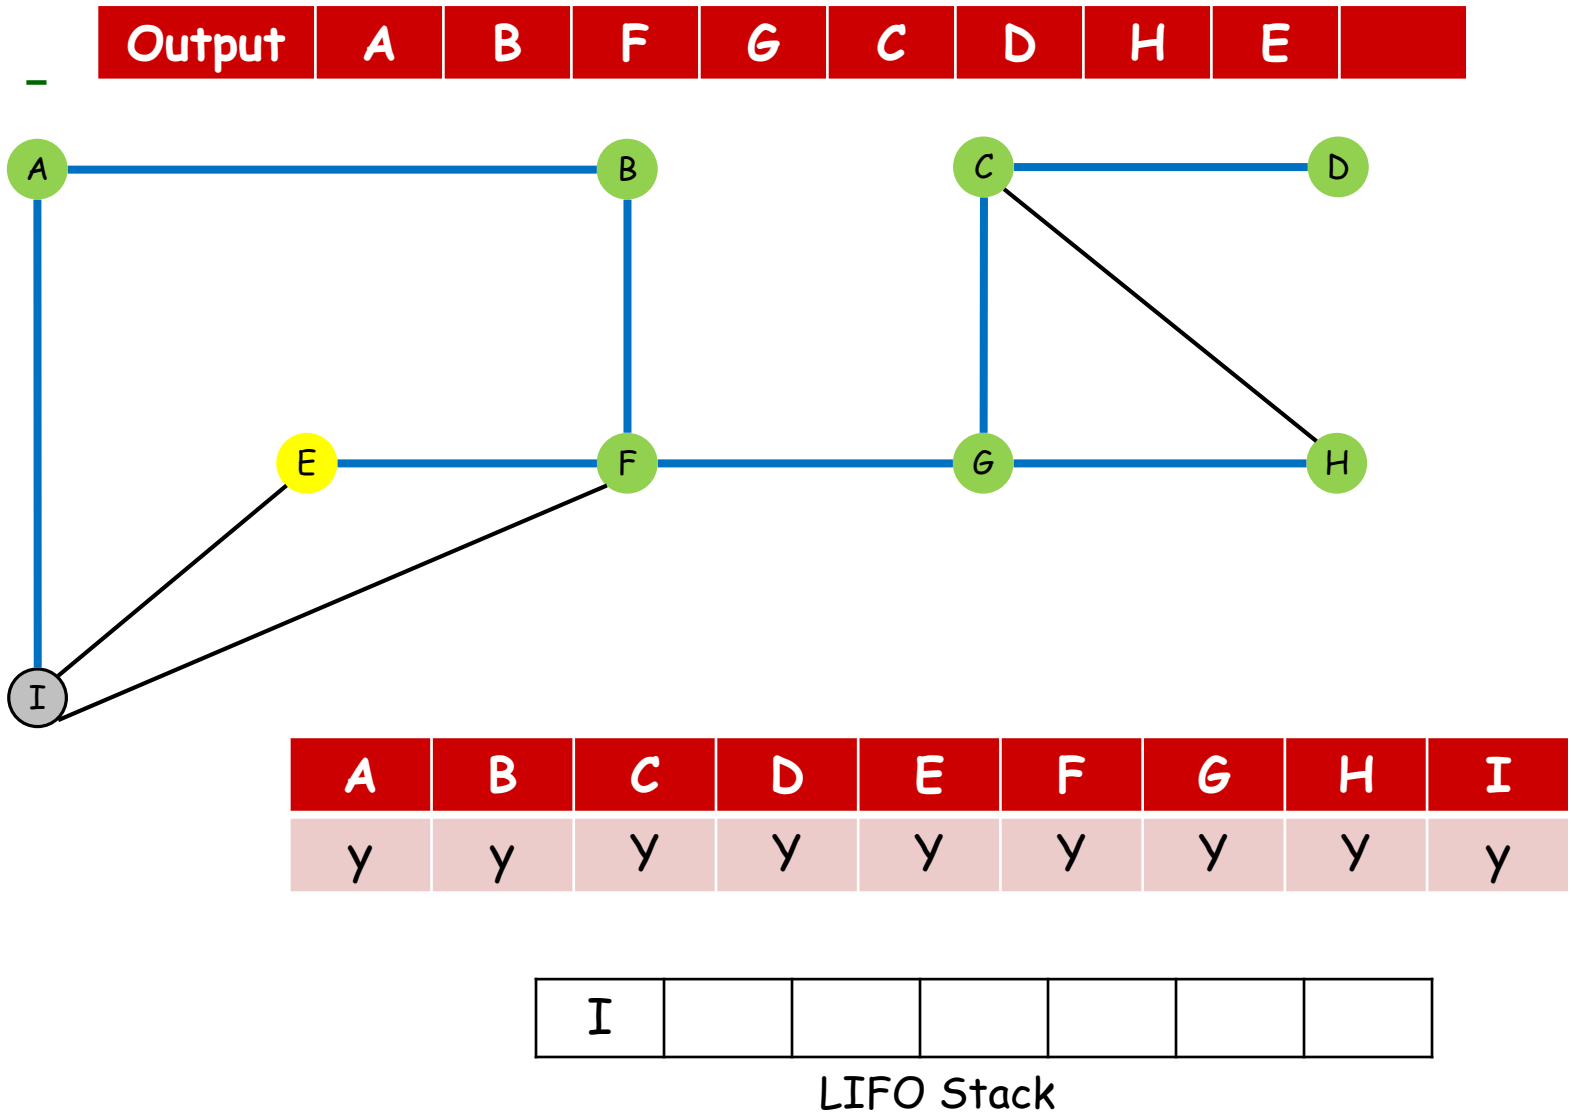 Output A B F G C D H E
–
A B C D
E F G H
I
A B C D E F G H I
y y y y y y y y y
I
LIFO Stack